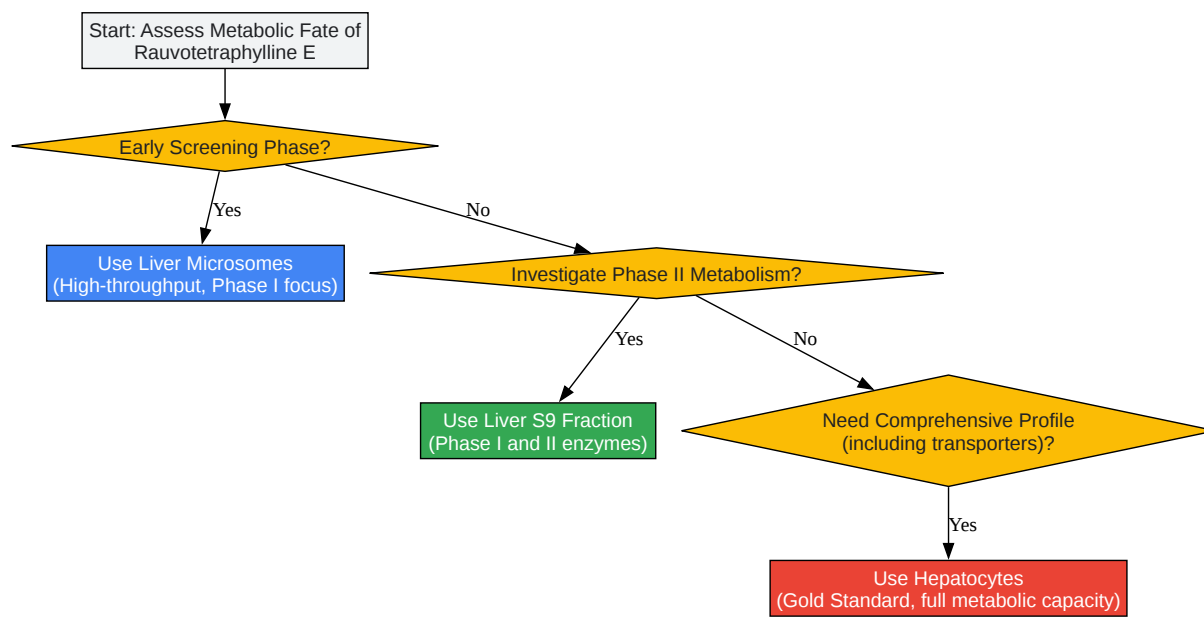 Start: Assess Metabolic Fate of
Rauvotetraphylline E
Early Screening Phase?
Yes
No
Use Liver Microsomes
(High-throughput, Phase I focus)
Investigate Phase II Metabolism?
Yes
No
Use Liver S9 Fraction
(Phase I and II enzymes)
Need Comprehensive Profile
(including transporters)?
Yes
Use Hepatocytes
(Gold Standard, full metabolic capacity)